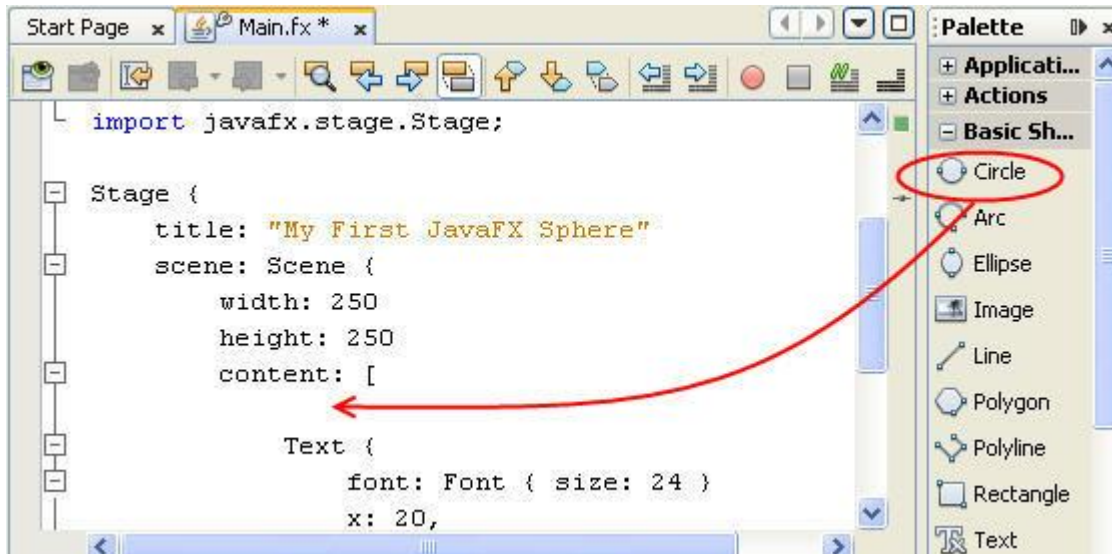 Start Page
Main.fx *
import javafx.stage.Stage;
Stage {
title: "My First JavaFX Sphere"
scene: Scene {
width: 250
height: 250
content: [
Text {
font: Font { size: 24 }
x: 20,
Palette
Applicati...
Actions
Basic Sh...
Circle
Arc
Ellipse
Image
Line
Polygon
Polyline
Rectangle
Text